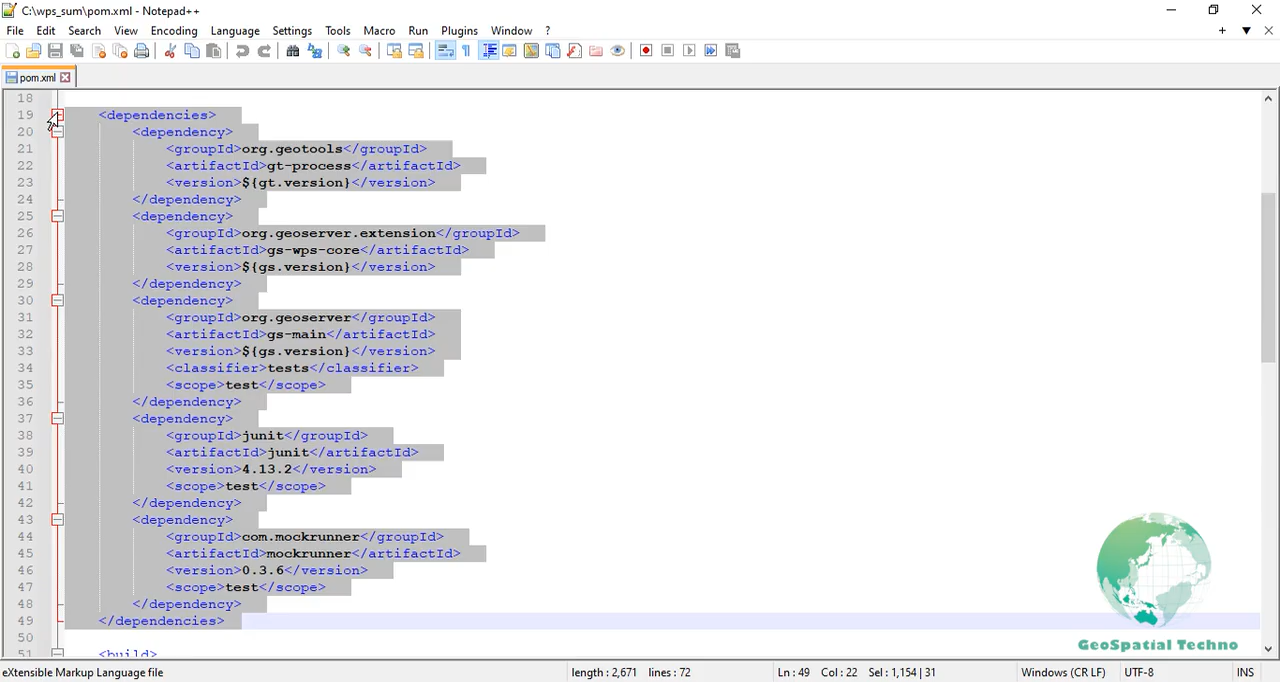 C:\wps_sum\pom.xml - Notepad++
File Edit Search View Encoding Language Settings Tools Macro Run Plugins Window ?
pom.xml
18
19 <dependencies>
20 <dependency>
21 <groupId>org.geotools</groupId>
22 <artifactId>gt-process</artifactId>
23 <version>${gt.version}</version>
24 </dependency>
25 <dependency>
26 <groupId>org.geoserver.extension</groupId>
27 <artifactId>gs-wps-core</artifactId>
28 <version>${gs.version}</version>
29 </dependency>
30 <dependency>
31 <groupId>org.geoserver</groupId>
32 <artifactId>gs-main</artifactId>
33 <version>${gs.version}</version>
34 <classifier>tests</classifier>
35 <scope>test</scope>
36 </dependency>
37 <dependency>
38 <groupId>junit</groupId>
39 <artifactId>junit</artifactId>
40 <version>4.13.2</version>
41 <scope>test</scope>
42 </dependency>
43 <dependency>
44 <groupId>com.mockrunner</groupId>
45 <artifactId>mockrunner</artifactId>
46 <version>0.3.6</version>
47 <scope>test</scope>
48 </dependency>
49 </dependencies>
50
51 <build>
GeoSpatial Techno
eXtensible Markup Language file length : 2,671 lines : 72 Ln : 49 Col : 22 Sel : 1,154 | 31 Windows (CR LF) UTF-8 INS